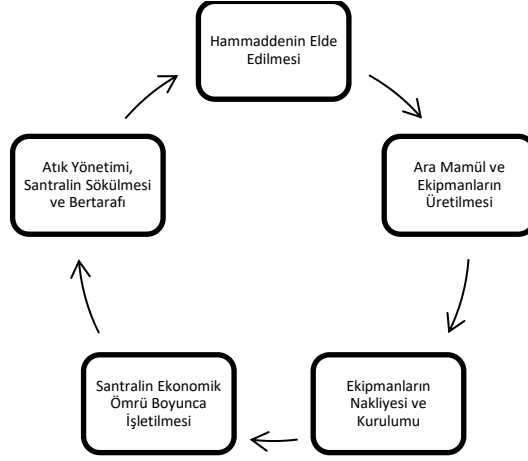 Hammaddenin Elde
Edilmesi
Ara Mamül ve
Ekipmanların
Üretilmesi
Ekipmanların
Nakliyesi ve
Kurulumu
Santralin Ekonomik
Ömrü Boyunca
İşletilmesi
Atık Yönetimi,
Santralin Sökülmesi
ve Bertarafı